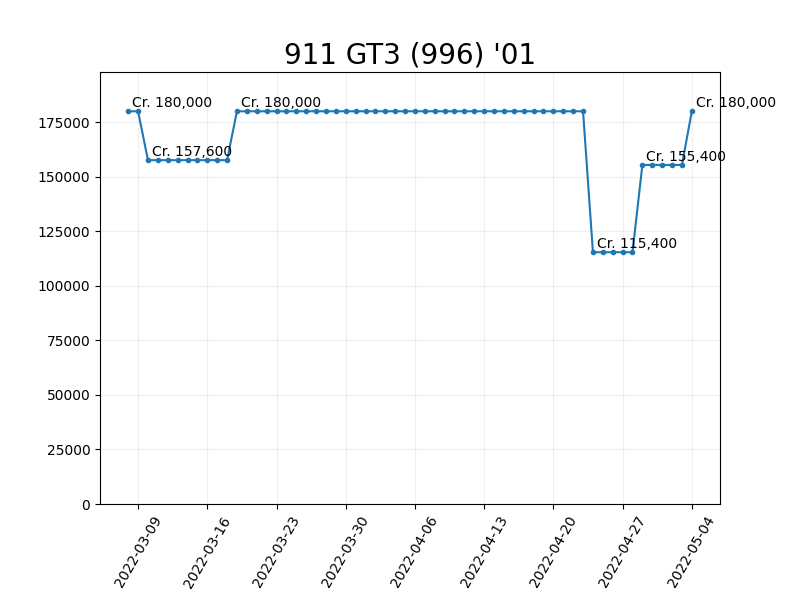 911 GT3 (996) '01
Cr. 180,000
Cr. 180,000
Cr. 180,000
Cr. 157,600
Cr. 155,400
Cr. 115,400
175000
150000
125000
100000
75000
50000
25000
0
2022-03-09
2022-03-16
2022-03-23
2022-03-30
2022-04-06
2022-04-13
2022-04-20
2022-04-27
2022-05-04